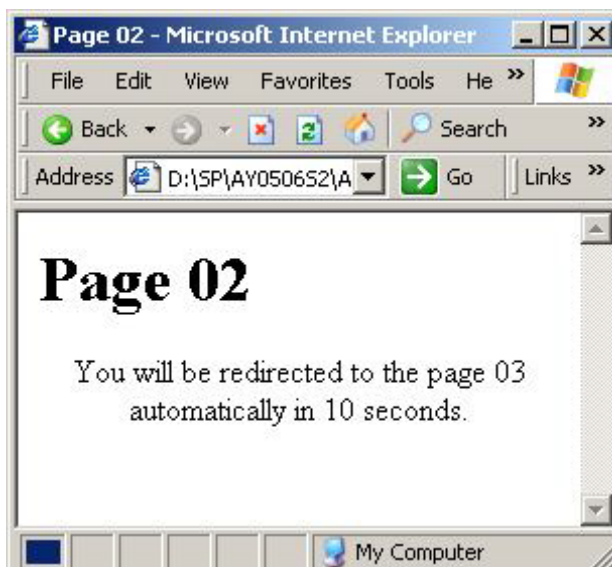 Page 02 - Microsoft Internet Explorer
File Edit View Favorites Tools He »
Back Search »
Address D:\SP\AY0506S2\A Go Links »
Page 02
You will be redirected to the page 03
automatically in 10 seconds.
My Computer